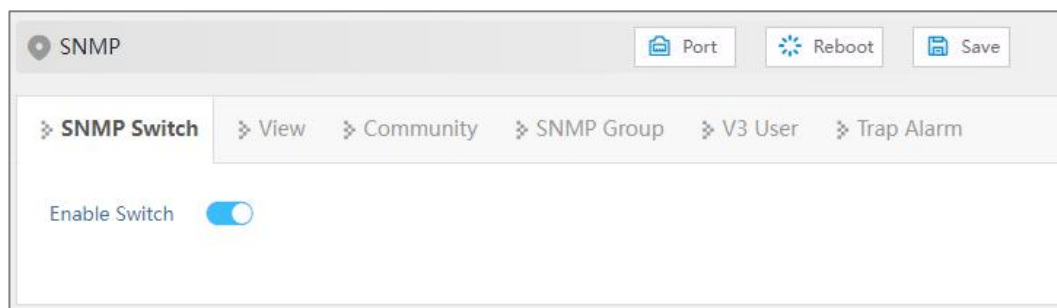 SNMP Port Reboot Save
SNMP Switch View Community SNMP Group V3 User Trap Alarm
Enable Switch